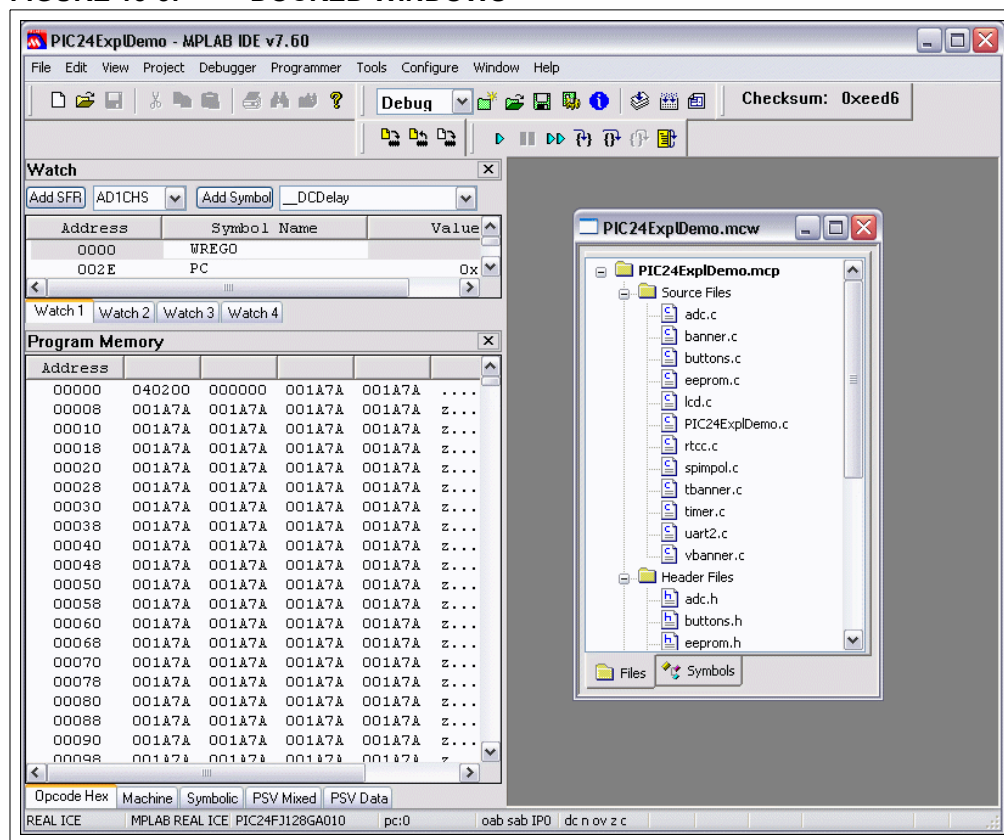 PIC24ExplDemo - MPLAB IDE v7.60
File Edit View Project Debugger Programmer Tools Configure Window Help
Debug Checksum: 0xeed6
Watch
Add SFR AD1CHS Add Symbol __DCDelay
Address Symbol Name Value
0000 WREG0
002E PC 0x
Watch 1 Watch 2 Watch 3 Watch 4
Program Memory
Address
00000 040200 000000 001A7A 001A7A ....
00008 001A7A 001A7A 001A7A 001A7A z...
00010 001A7A 001A7A 001A7A 001A7A z...
00018 001A7A 001A7A 001A7A 001A7A z...
00020 001A7A 001A7A 001A7A 001A7A z...
00028 001A7A 001A7A 001A7A 001A7A z...
00030 001A7A 001A7A 001A7A 001A7A z...
00038 001A7A 001A7A 001A7A 001A7A z...
00040 001A7A 001A7A 001A7A 001A7A z...
00048 001A7A 001A7A 001A7A 001A7A z...
00050 001A7A 001A7A 001A7A 001A7A z...
00058 001A7A 001A7A 001A7A 001A7A z...
00060 001A7A 001A7A 001A7A 001A7A z...
00068 001A7A 001A7A 001A7A 001A7A z...
00070 001A7A 001A7A 001A7A 001A7A z...
00078 001A7A 001A7A 001A7A 001A7A z...
00080 001A7A 001A7A 001A7A 001A7A z...
00088 001A7A 001A7A 001A7A 001A7A z...
00090 001A7A 001A7A 001A7A 001A7A z...
00098 001A7A 001A7A 001A7A 001A7A z
Opcode Hex Machine Symbolic PSV Mixed PSV Data
PIC24ExplDemo.mcw
PIC24ExplDemo.mcp
Source Files
adc.c
banner.c
buttons.c
eeprom.c
lcd.c
PIC24ExplDemo.c
rtcc.c
spimpol.c
tbanner.c
timer.c
uart2.c
vbanner.c
Header Files
adc.h
buttons.h
eeprom.h
Files Symbols
REAL ICE MPLAB REAL ICE PIC24FJ128GA010 pc:0 oab sab IP0 dc n ov z c